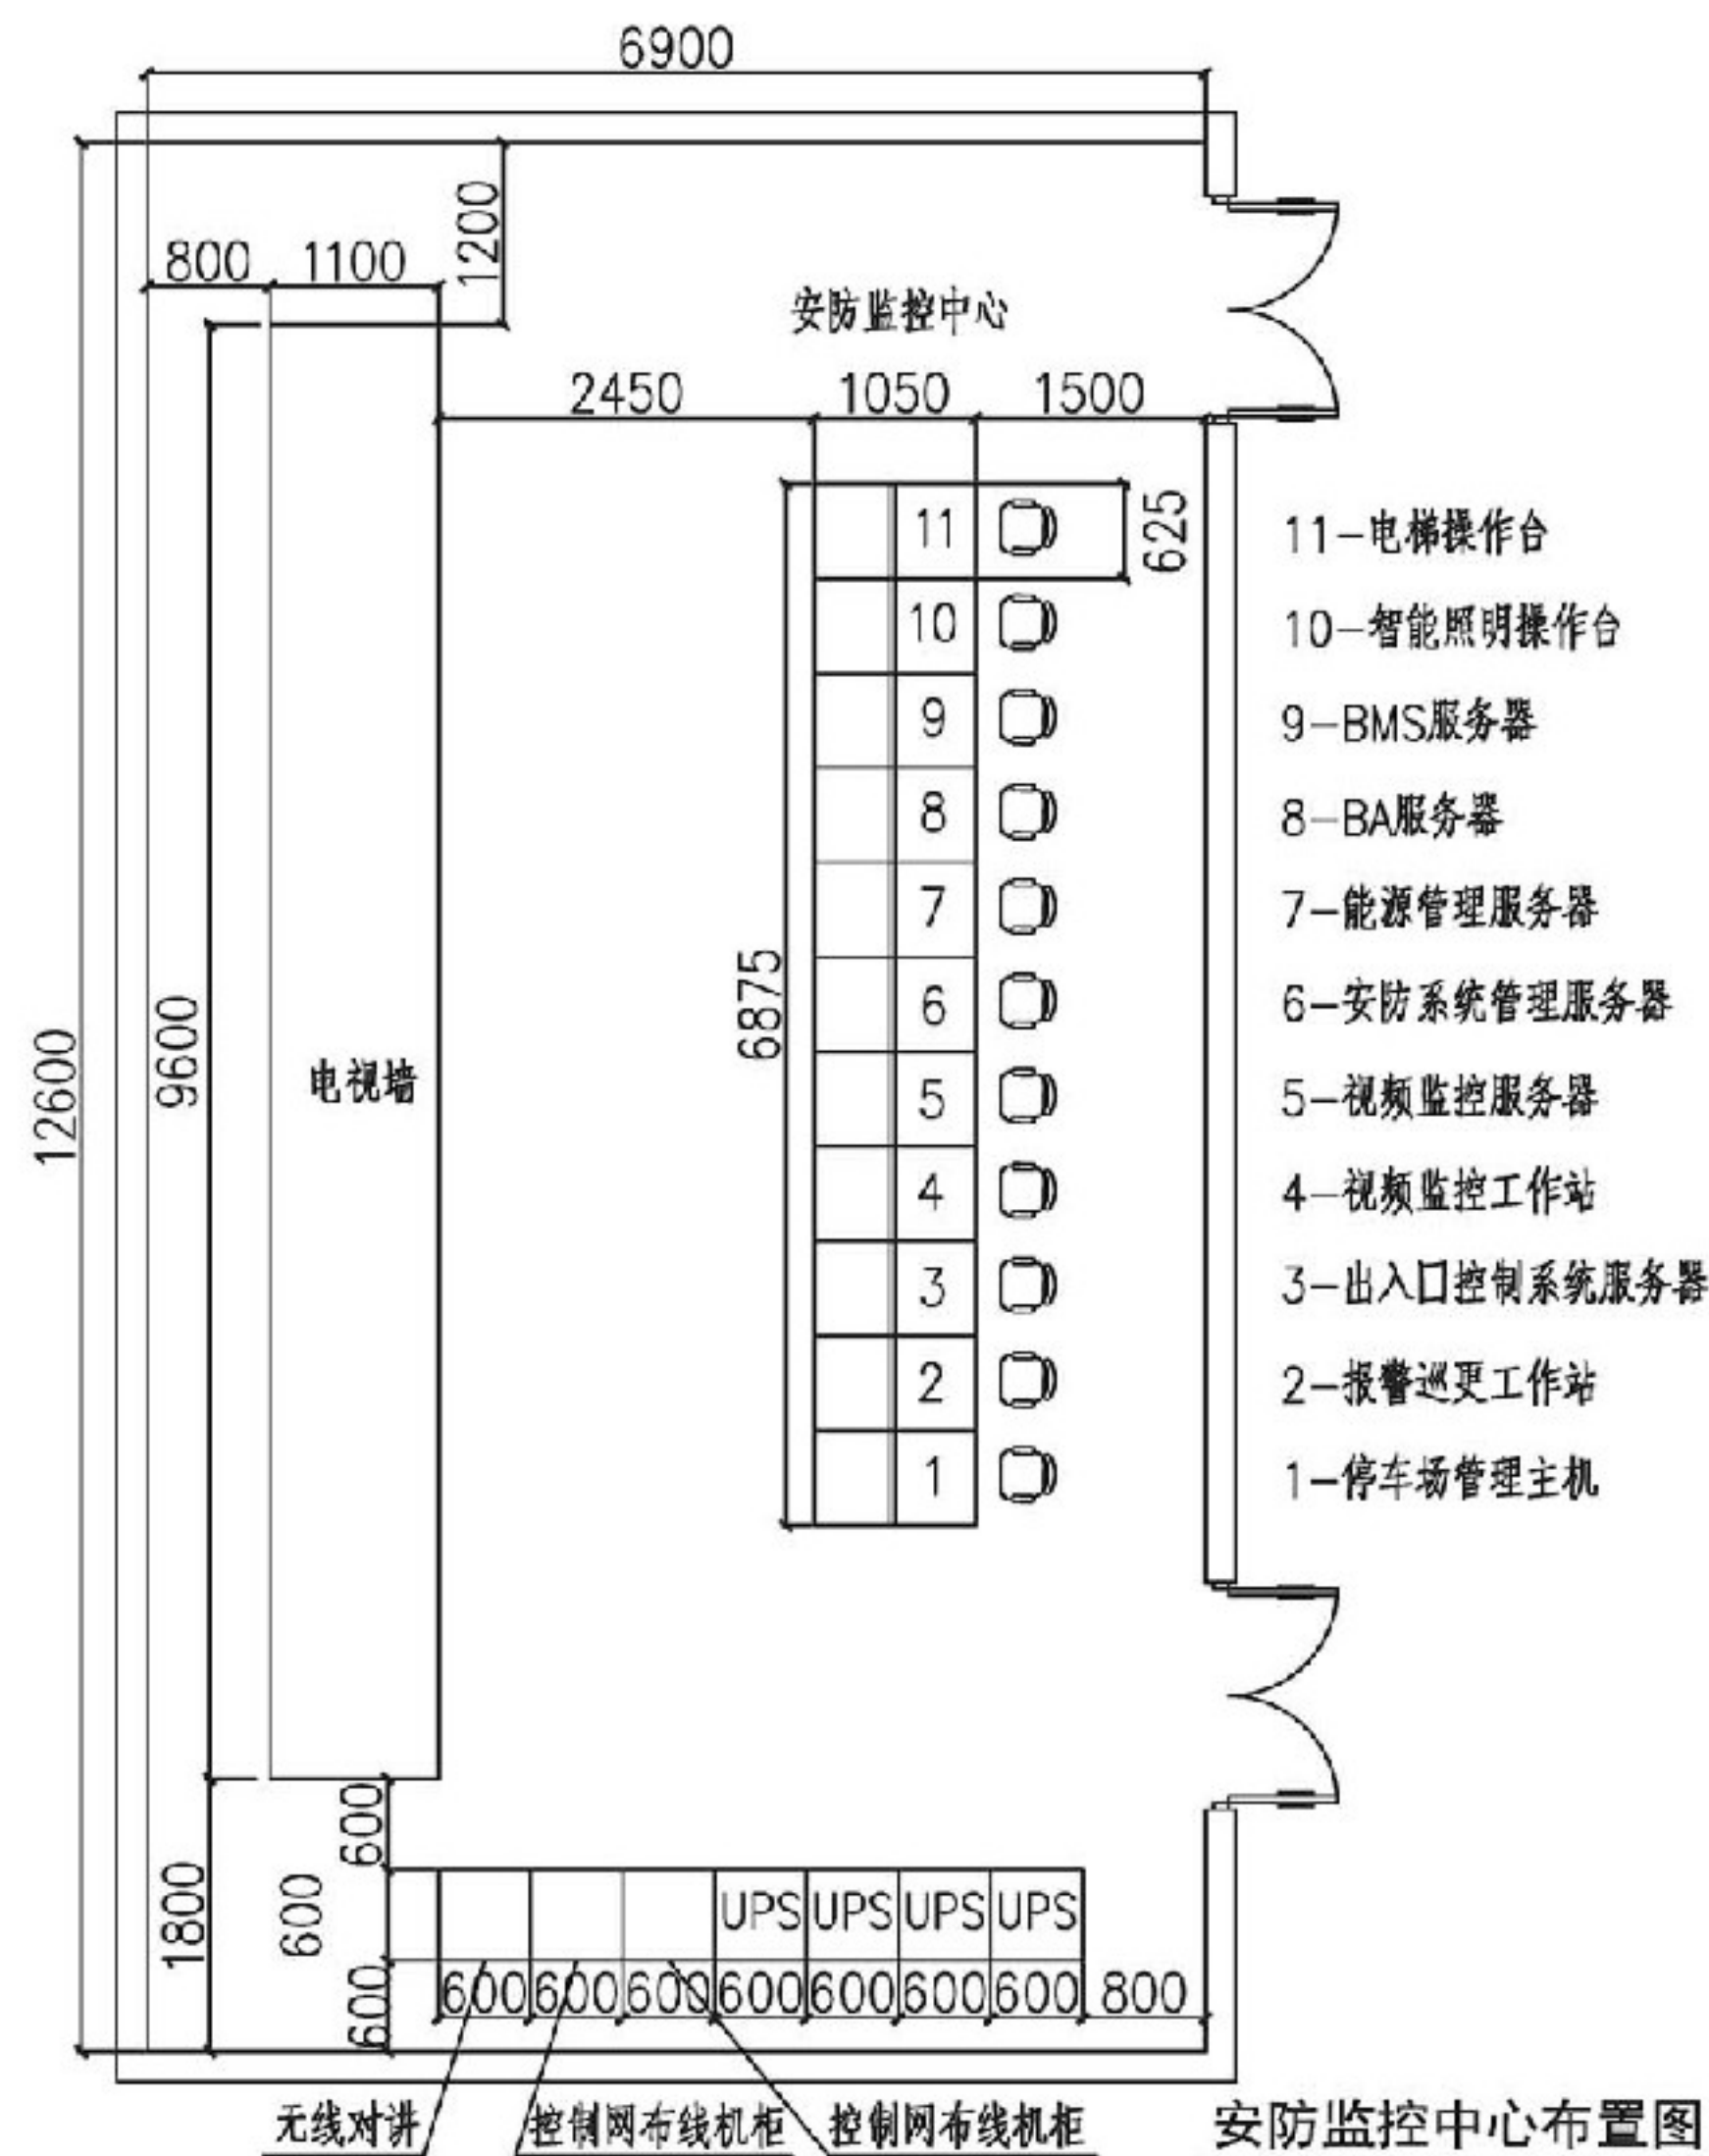 6900
1200
800 1100
安防监控中心
2450 1050 1500
625
11 11-电梯操作台
10 10-智能照明操作台
9 9-BMS服务器
8 8-BA服务器
7 7-能源管理服务器
6 6-安防系统管理服务器
5 5-视频监控服务器
4 4-视频监控工作站
3 3-出入口控制系统服务器
2 2-报警巡更工作站
1 1-停车场管理主机
6875
12600
9600
电视墙
600
1800
600
600
UPS UPS UPS UPS
600 600 600 600 600 600 600 800
无线对讲 控制网布线机柜 控制网布线机柜
安防监控中心布置图